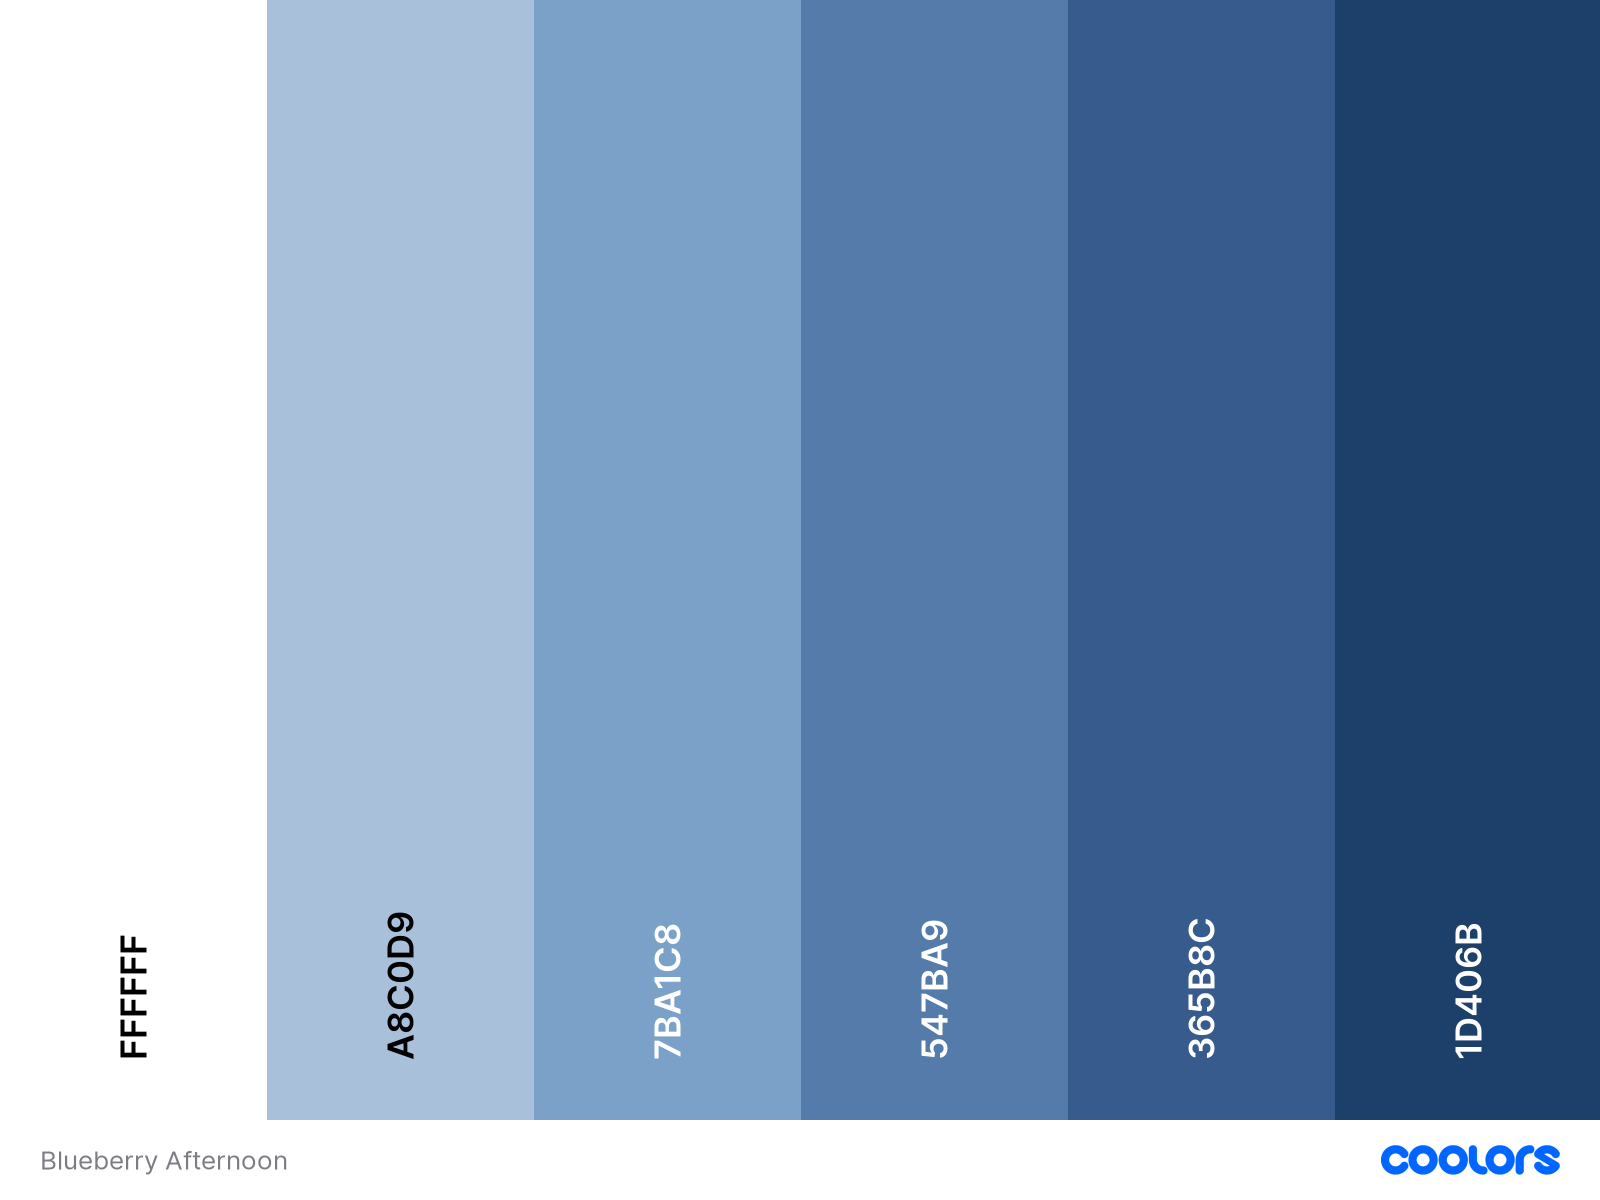 FFFFFF
A8C0D9
7BA1C8
547BA9
365B8C
1D406B
Blueberry Afternoon
coolors